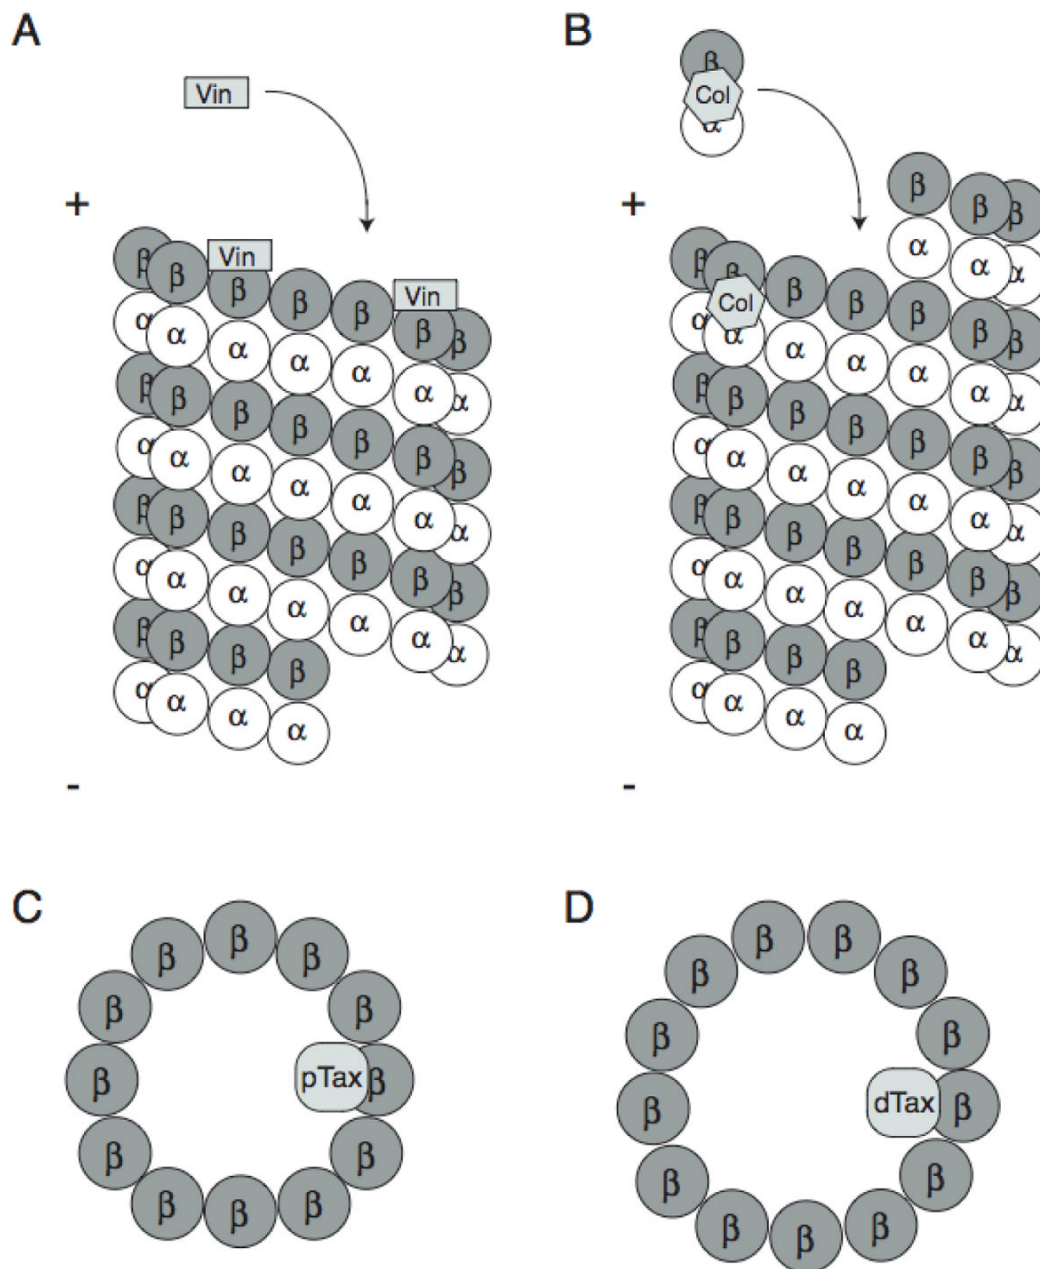 A
Vin
+
Vin
Vin
β β β β β β β
α α α α α α α
β β β β β β β
α α α α α α α
β β β β β β β
α α α α α α α
β β β β
α α α α
-
B
β
Col
α
+
β β β
α α α
Col
β β β β β β β
α α α α α α α
β β β β β β β
α α α α α α α
β β β β β β β
α α α α α α α
β β β β
α α α α
-
C
β β β
β β
β pTax β
β β
β β β
D
β β
β β
β β
β dTax β
β β
β β β